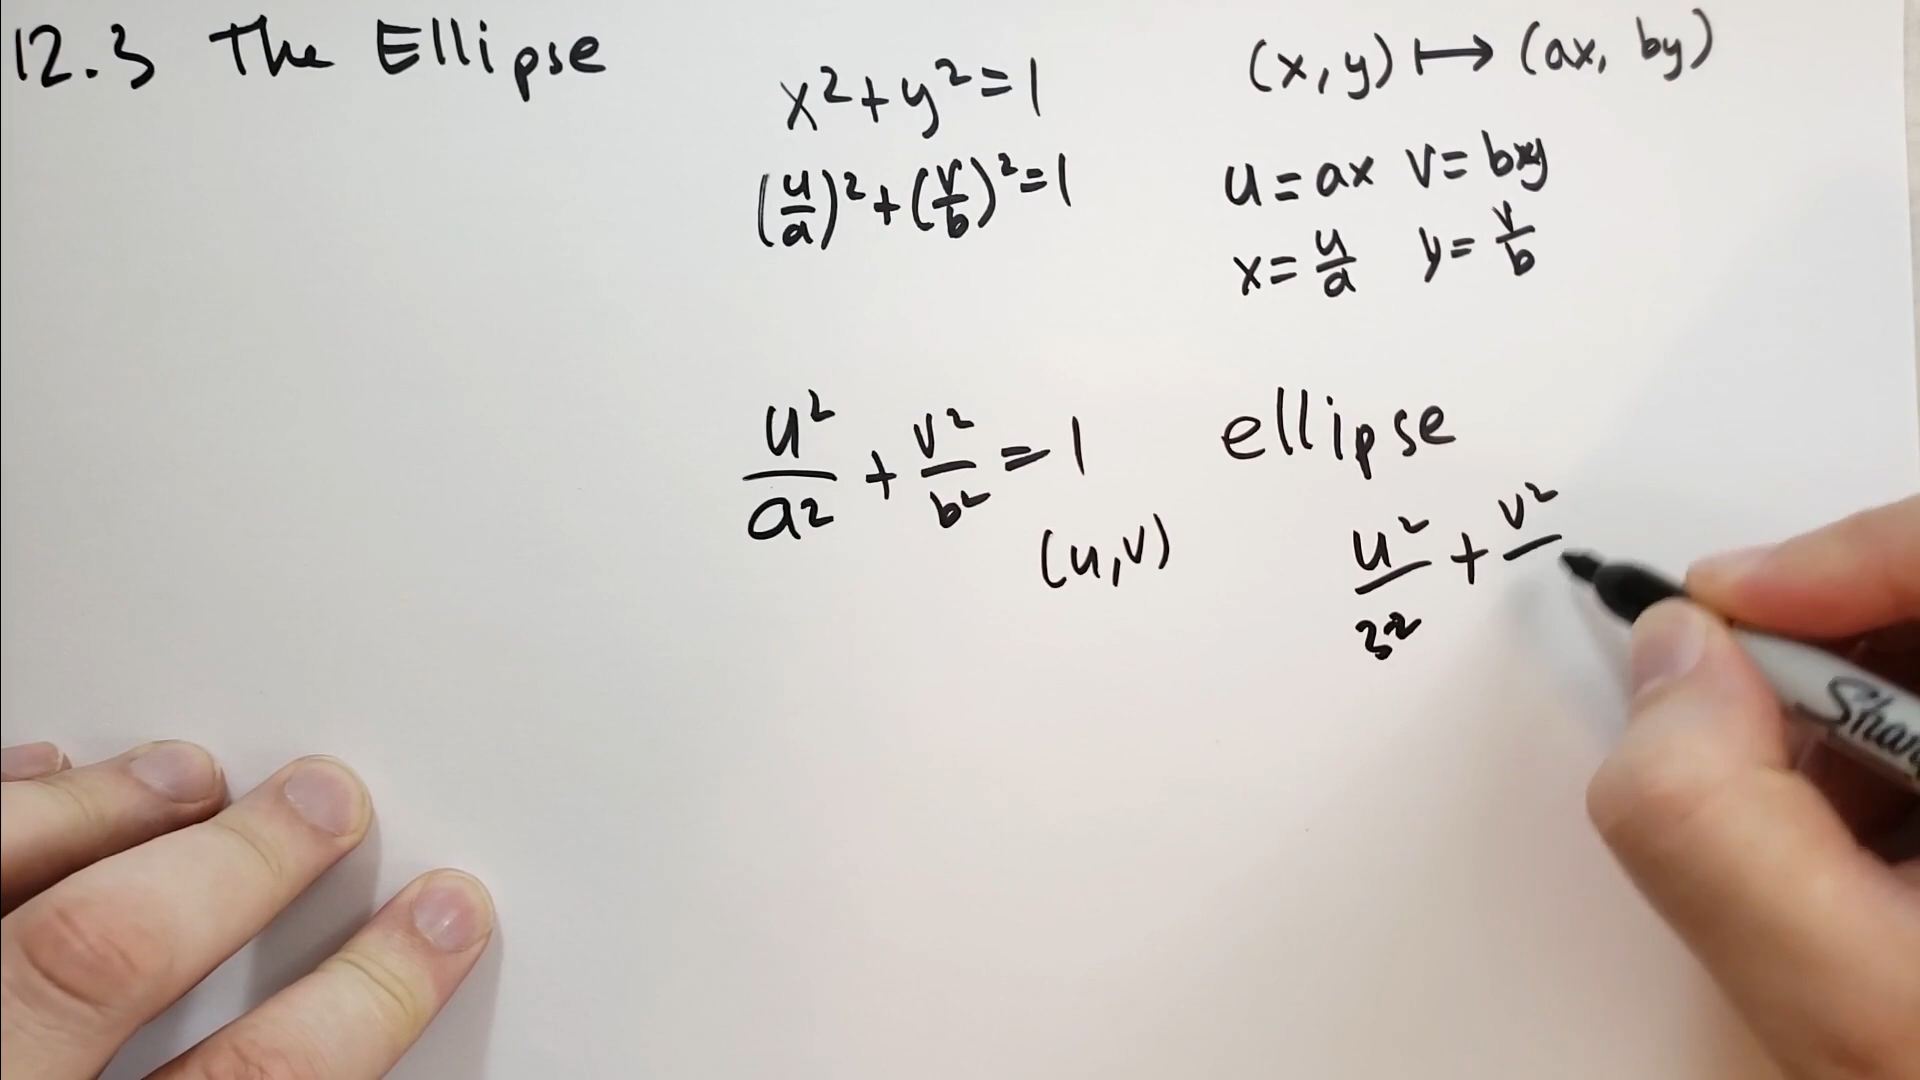 12.3 The Ellipse
x²+y²=1
(x,y) ↦ (ax, by)
(u/a)²+(v/b)²=1
u=ax v=by
x=u/a y=v/b
u²/a² + v²/b² = 1
ellipse
(u,v)
u²/3² + v²